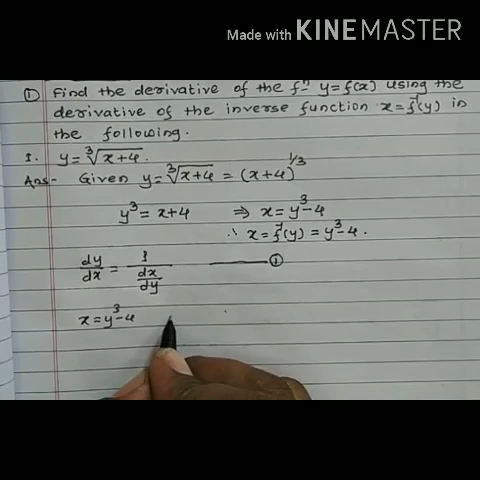 Made with KINEMASTER
① Find the derivative of the fⁿ y=f(x) using the
derivative of the inverse function x=f⁻¹(y) in
the following.
1. y=∛(x+4).
Ans- Given y=∛(x+4) = (x+4)^1/3
y³ = x+4 ⇒ x=y³-4
∴ x=f⁻¹(y) = y³-4.
dy/dx = 1/(dx/dy) —— ①
x=y³-4